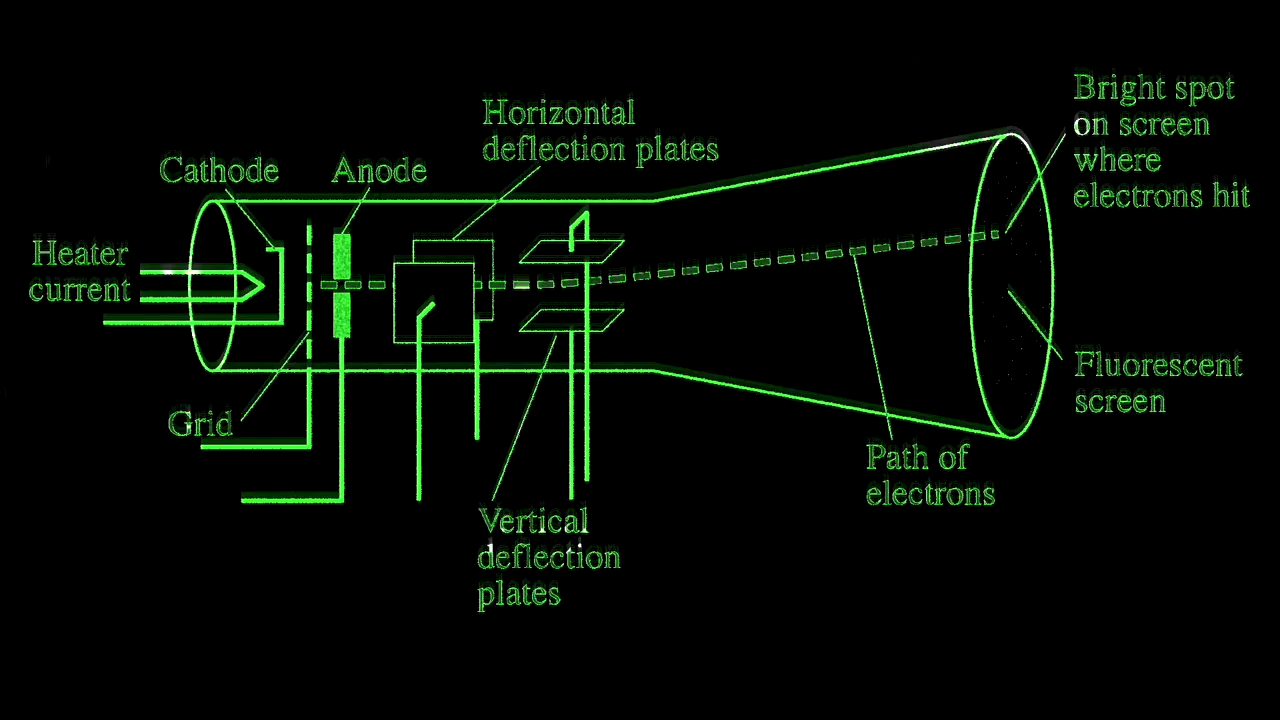 Horizontal
deflection plates
Cathode
Anode
Heater
current
Grid
Vertical
deflection
plates
Bright spot
on screen
where
electrons hit
Fluorescent
screen
Path of
electrons